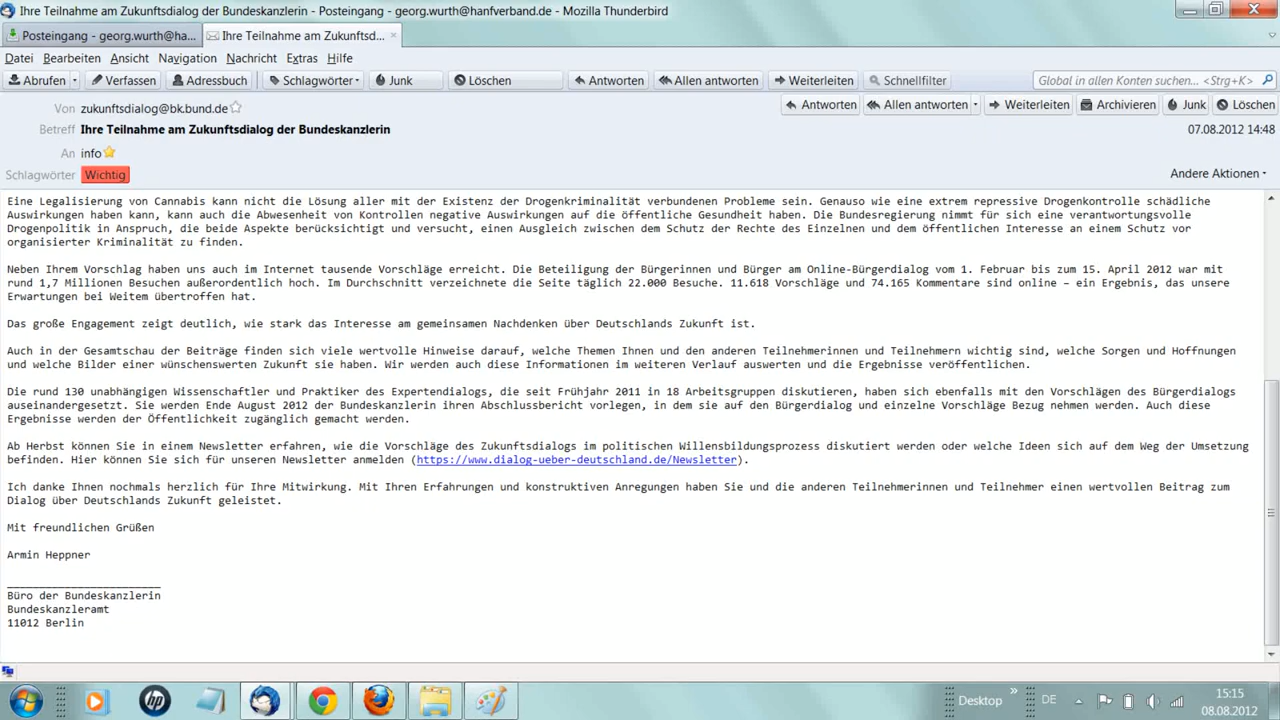 Ihre Teilnahme am Zukunftsdialog der Bundeskanzlerin - Posteingang - georg.wurth@hanfverband.de - Mozilla Thunderbird
Posteingang - georg.wurth@ha... Ihre Teilnahme am Zukunftsd...
Datei Bearbeiten Ansicht Navigation Nachricht Extras Hilfe
Abrufen Verfassen Adressbuch Schlagwörter Junk Löschen Antworten Allen antworten Weiterleiten Schnellfilter Global in allen Konten suchen... <Strg+K>
Von zukunftsdialog@bk.bund.de Antworten Allen antworten Weiterleiten Archivieren Junk Löschen
Betreff Ihre Teilnahme am Zukunftsdialog der Bundeskanzlerin 07.08.2012 14:48
An info
Schlagwörter Wichtig Andere Aktionen
Eine Legalisierung von Cannabis kann nicht die Lösung aller mit der Existenz der Drogenkriminalität verbundenen Probleme sein. Genauso wie eine extrem repressive Drogenkontrolle schädliche
Auswirkungen haben kann, kann auch die Abwesenheit von Kontrollen negative Auswirkungen auf die öffentliche Gesundheit haben. Die Bundesregierung nimmt für sich eine verantwortungsvolle
Drogenpolitik in Anspruch, die beide Aspekte berücksichtigt und versucht, einen Ausgleich zwischen dem Schutz der Rechte des Einzelnen und dem öffentlichen Interesse an einem Schutz vor
organisierter Kriminalität zu finden.
Neben Ihrem Vorschlag haben uns auch im Internet tausende Vorschläge erreicht. Die Beteiligung der Bürgerinnen und Bürger am Online-Bürgerdialog vom 1. Februar bis zum 15. April 2012 war mit
rund 1,7 Millionen Besuchen außerordentlich hoch. Im Durchschnitt verzeichnete die Seite täglich 22.000 Besuche. 11.618 Vorschläge und 74.165 Kommentare sind online – ein Ergebnis, das unsere
Erwartungen bei Weitem übertroffen hat.
Das große Engagement zeigt deutlich, wie stark das Interesse am gemeinsamen Nachdenken über Deutschlands Zukunft ist.
Auch in der Gesamtschau der Beiträge finden sich viele wertvolle Hinweise darauf, welche Themen Ihnen und den anderen Teilnehmerinnen und Teilnehmern wichtig sind, welche Sorgen und Hoffnungen
und welche Bilder einer wünschenswerten Zukunft sie haben. Wir werden auch diese Informationen im weiteren Verlauf auswerten und die Ergebnisse veröffentlichen.
Die rund 130 unabhängigen Wissenschaftler und Praktiker des Expertendialogs, die seit Frühjahr 2011 in 18 Arbeitsgruppen diskutieren, haben sich ebenfalls mit den Vorschlägen des Bürgerdialogs
auseinandergesetzt. Sie werden Ende August 2012 der Bundeskanzlerin ihren Abschlussbericht vorlegen, in dem sie auf den Bürgerdialog und einzelne Vorschläge Bezug nehmen werden. Auch diese
Ergebnisse werden der Öffentlichkeit zugänglich gemacht werden.
Ab Herbst können Sie in einem Newsletter erfahren, wie die Vorschläge des Zukunftsdialogs im politischen Willensbildungsprozess diskutiert werden oder welche Ideen sich auf dem Weg der Umsetzung
befinden. Hier können Sie sich für unseren Newsletter anmelden (https://www.dialog-ueber-deutschland.de/Newsletter).
Ich danke Ihnen nochmals herzlich für Ihre Mitwirkung. Mit Ihren Erfahrungen und konstruktiven Anregungen haben Sie und die anderen Teilnehmerinnen und Teilnehmer einen wertvollen Beitrag zum
Dialog über Deutschlands Zukunft geleistet.
Mit freundlichen Grüßen
Armin Heppner
________________________
Büro der Bundeskanzlerin
Bundeskanzleramt
11012 Berlin
hp Desktop » DE 15:15
08.08.2012